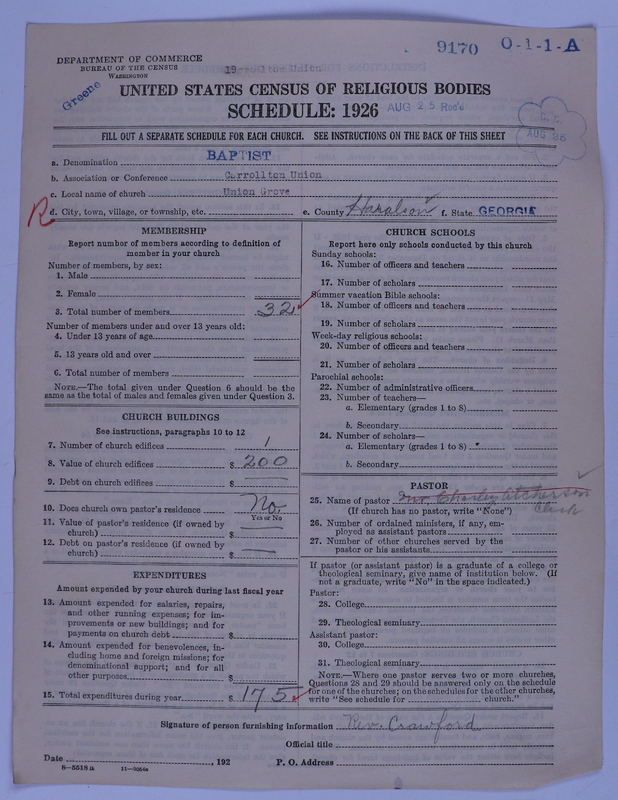 9170 O-1-1-A
DEPARTMENT OF COMMERCE
BUREAU OF THE CENSUS
WASHINGTON
19 rrollton Union
Greene
UNITED STATES CENSUS OF RELIGIOUS BODIES
SCHEDULE: 1926
AUG 25 Rec'd
AUG 26
FILL OUT A SEPARATE SCHEDULE FOR EACH CHURCH. SEE INSTRUCTIONS ON THE BACK OF THIS SHEET
a. Denomination BAPTIST
b. Association or Conference Carrollton Union
c. Local name of church Union Grove
R d. City, town, village, or township, etc. e. County Haralson f. State GEORGIA
MEMBERSHIP
Report number of members according to definition of
member in your church
Number of members, by sex:
1. Male
2. Female
3. Total number of members 32
Number of members under and over 13 years old:
4. Under 13 years of age
5. 13 years old and over
6. Total number of members
NOTE.—The total given under Question 6 should be the
same as the total of males and females given under Question 3.
CHURCH BUILDINGS
See instructions, paragraphs 10 to 12
7. Number of church edifices 1
8. Value of church edifices $ 200
9. Debt on church edifices $
10. Does church own pastor's residence No
Yes or No
11. Value of pastor's residence (if owned by
church) $
12. Debt on pastor's residence (if owned by
church) $
EXPENDITURES
Amount expended by your church during last fiscal year
13. Amount expended for salaries, repairs,
and other running expenses; for im-
provements or new buildings; and for
payments on church debt $
14. Amount expended for benevolences, in-
cluding home and foreign missions; for
denominational support; and for all
other purposes $
15. Total expenditures during year $ 175
CHURCH SCHOOLS
Report here only schools conducted by this church
Sunday schools:
16. Number of officers and teachers
17. Number of scholars
Summer vacation Bible schools:
18. Number of officers and teachers
19. Number of scholars
Week-day religious schools:
20. Number of officers and teachers
21. Number of scholars
Parochial schools:
22. Number of administrative officers
23. Number of teachers—
a. Elementary (grades 1 to 8)
b. Secondary
24. Number of scholars—
a. Elementary (grades 1 to 8)
b. Secondary
PASTOR
25. Name of pastor Charley
(If church has no pastor, write "None") Clerk
26. Number of ordained ministers, if any, em-
ployed as assistant pastors
27. Number of other churches served by the
pastor or his assistants
If pastor (or assistant pastor) is a graduate of a college or
theological seminary, give name of institution below. (If
not a graduate, write "No" in the space indicated.)
Pastor:
28. College
29. Theological seminary
Assistant pastor:
30. College
31. Theological seminary
NOTE.—Where one pastor serves two or more churches,
Questions 28 and 29 should be answered only on the schedule
for one of the churches; on the schedules for the other churches,
write "See schedule for church."
Signature of person furnishing information Rev. Crawford
Official title
Date , 192 P. O. Address
8—5518 a 11—3054a